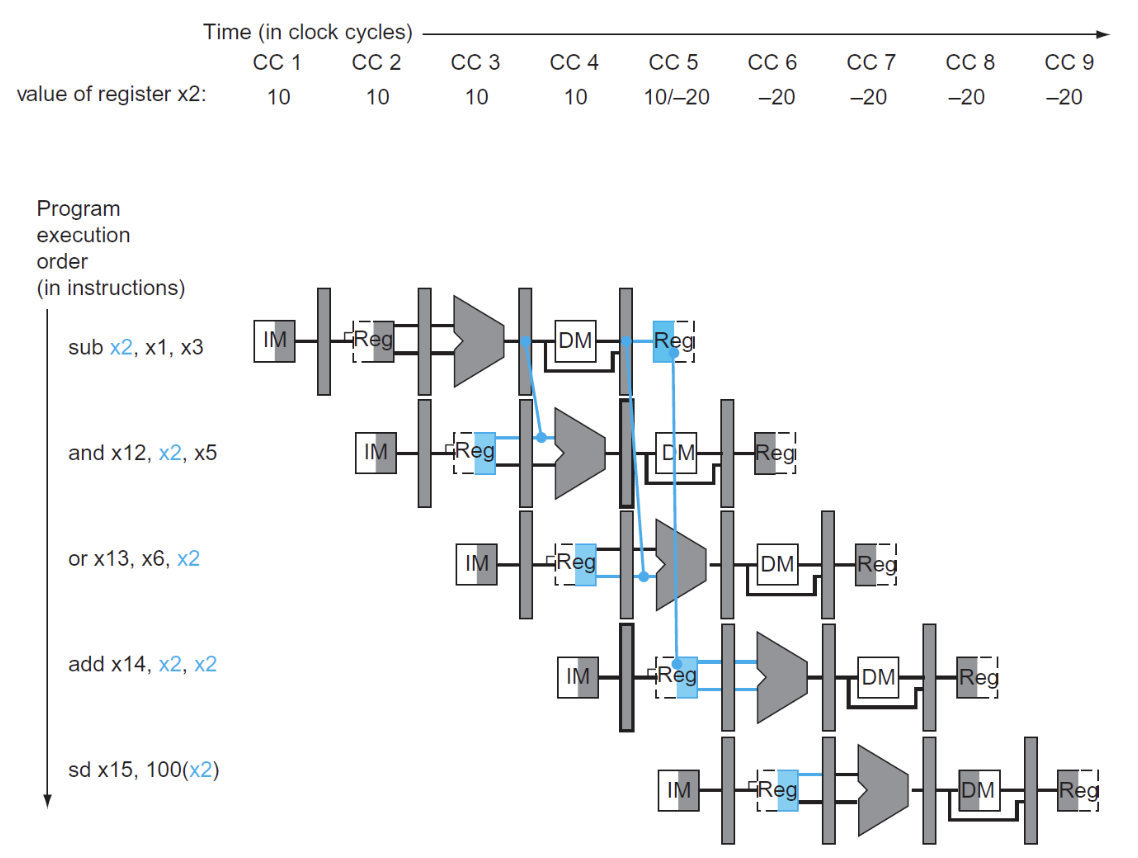 Time (in clock cycles)
CC 1 CC 2 CC 3 CC 4 CC 5 CC 6 CC 7 CC 8 CC 9
value of register x2: 10 10 10 10 10/–20 –20 –20 –20 –20
Program
execution
order
(in instructions)
sub x2, x1, x3
IM Reg DM Reg
and x12, x2, x5
IM Reg DM Reg
or x13, x6, x2
IM Reg DM Reg
add x14, x2, x2
IM Reg DM Reg
sd x15, 100(x2)
IM Reg DM Reg